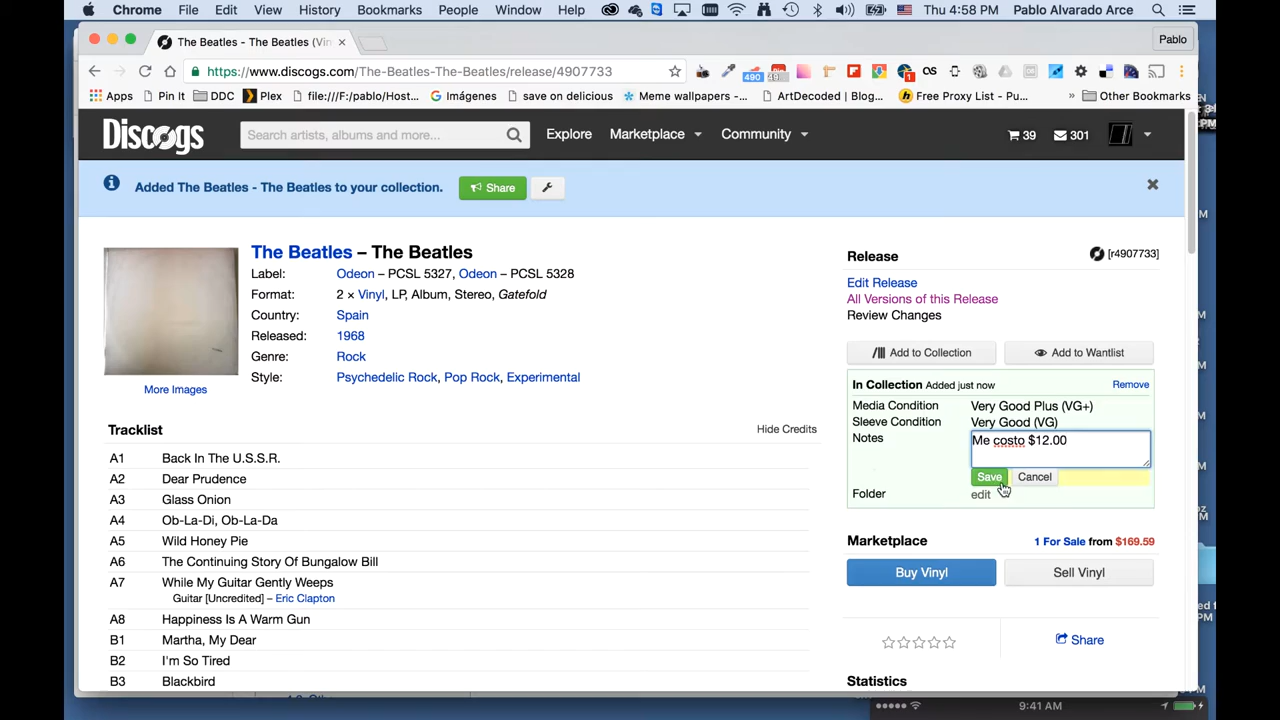 Chrome File Edit View History Bookmarks People Window Help Thu 4:58 PM Pablo Alvarado Arce
The Beatles - The Beatles (Vin Pablo
https://www.discogs.com/The-Beatles-The-Beatles/release/4907733
Apps Pin It DDC Plex file:///F:/pablo/Host... Imágenes save on delicious Meme wallpapers -... ArtDecoded | Blog... Free Proxy List - Pu... » Other Bookmarks
Discogs Search artists, albums and more... Explore Marketplace Community 39 301
Added The Beatles - The Beatles to your collection. Share
The Beatles – The Beatles
Label: Odeon – PCSL 5327, Odeon – PCSL 5328
Format: 2 × Vinyl, LP, Album, Stereo, Gatefold
Country: Spain
Released: 1968
Genre: Rock
Style: Psychedelic Rock, Pop Rock, Experimental
More Images
Tracklist
Hide Credits
A1 Back In The U.S.S.R.
A2 Dear Prudence
A3 Glass Onion
A4 Ob-La-Di, Ob-La-Da
A5 Wild Honey Pie
A6 The Continuing Story Of Bungalow Bill
A7 While My Guitar Gently Weeps
Guitar [Uncredited] – Eric Clapton
A8 Happiness Is A Warm Gun
B1 Martha, My Dear
B2 I'm So Tired
B3 Blackbird
Release [r4907733]
Edit Release
All Versions of this Release
Review Changes
Add to Collection Add to Wantlist
In Collection Added just now Remove
Media Condition Very Good Plus (VG+)
Sleeve Condition Very Good (VG)
Notes Me costo $12.00
Save Cancel
Folder edit
Marketplace 1 For Sale from $169.59
Buy Vinyl Sell Vinyl
Share
Statistics
9:41 AM